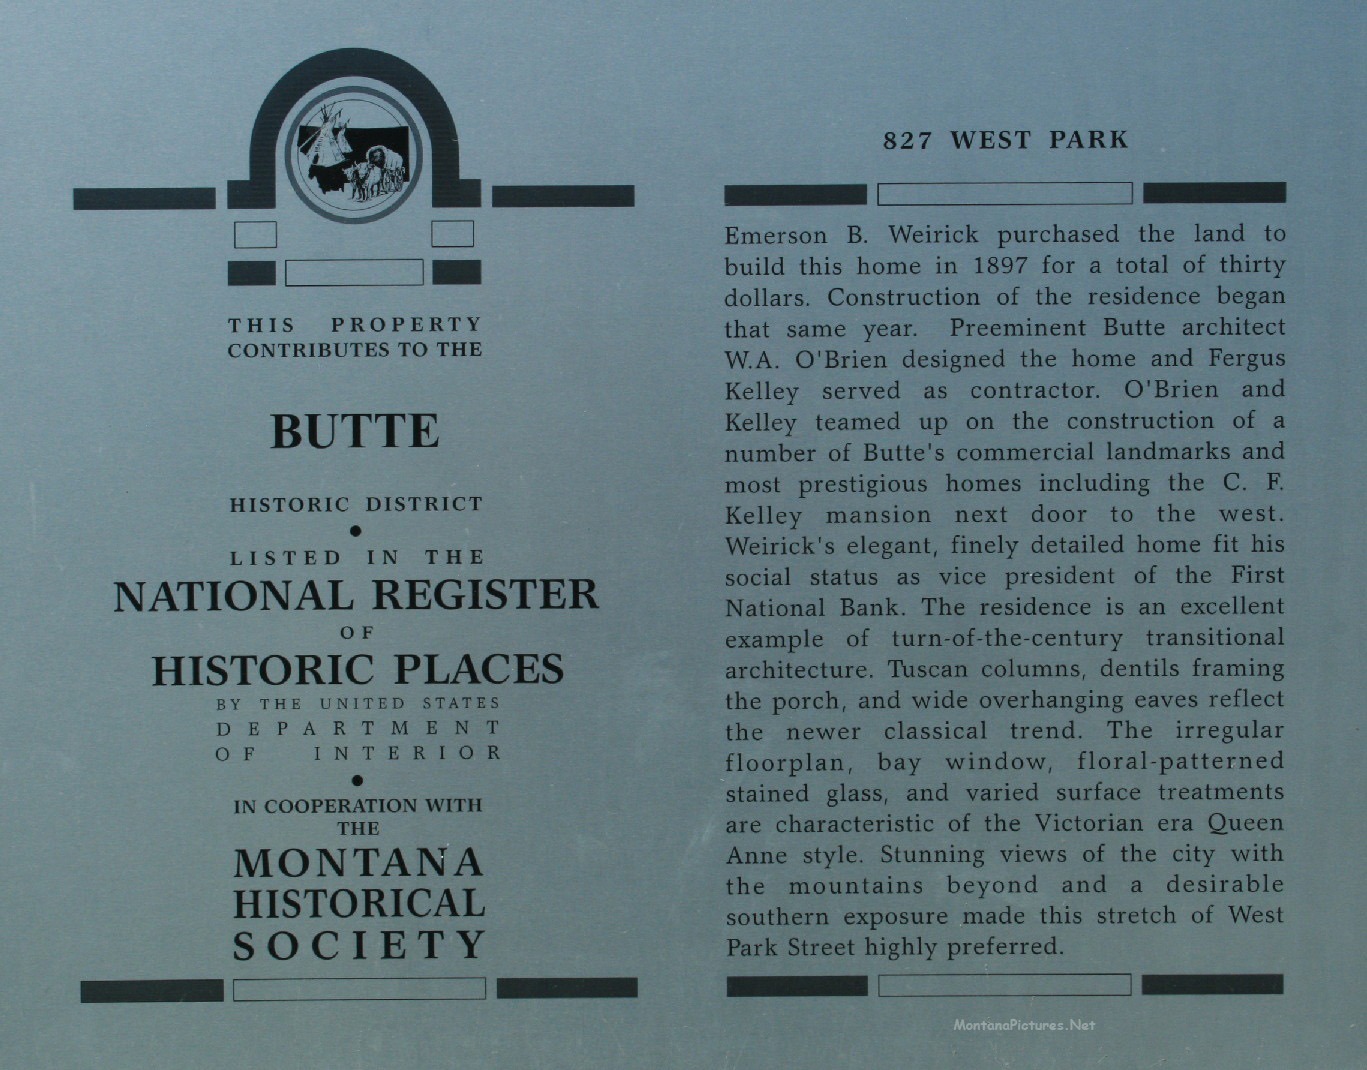 THIS PROPERTY
CONTRIBUTES TO THE
BUTTE
HISTORIC DISTRICT
LISTED IN THE
NATIONAL REGISTER
OF
HISTORIC PLACES
BY THE UNITED STATES
DEPARTMENT
OF INTERIOR
IN COOPERATION WITH
THE
MONTANA
HISTORICAL
SOCIETY
827 WEST PARK
Emerson B. Weirick purchased the land to
build this home in 1897 for a total of thirty
dollars. Construction of the residence began
that same year. Preeminent Butte architect
W.A. O'Brien designed the home and Fergus
Kelley served as contractor. O'Brien and
Kelley teamed up on the construction of a
number of Butte's commercial landmarks and
most prestigious homes including the C. F.
Kelley mansion next door to the west.
Weirick's elegant, finely detailed home fit his
social status as vice president of the First
National Bank. The residence is an excellent
example of turn-of-the-century transitional
architecture. Tuscan columns, dentils framing
the porch, and wide overhanging eaves reflect
the newer classical trend. The irregular
floorplan, bay window, floral-patterned
stained glass, and varied surface treatments
are characteristic of the Victorian era Queen
Anne style. Stunning views of the city with
the mountains beyond and a desirable
southern exposure made this stretch of West
Park Street highly preferred.
MontanaPictures.Net